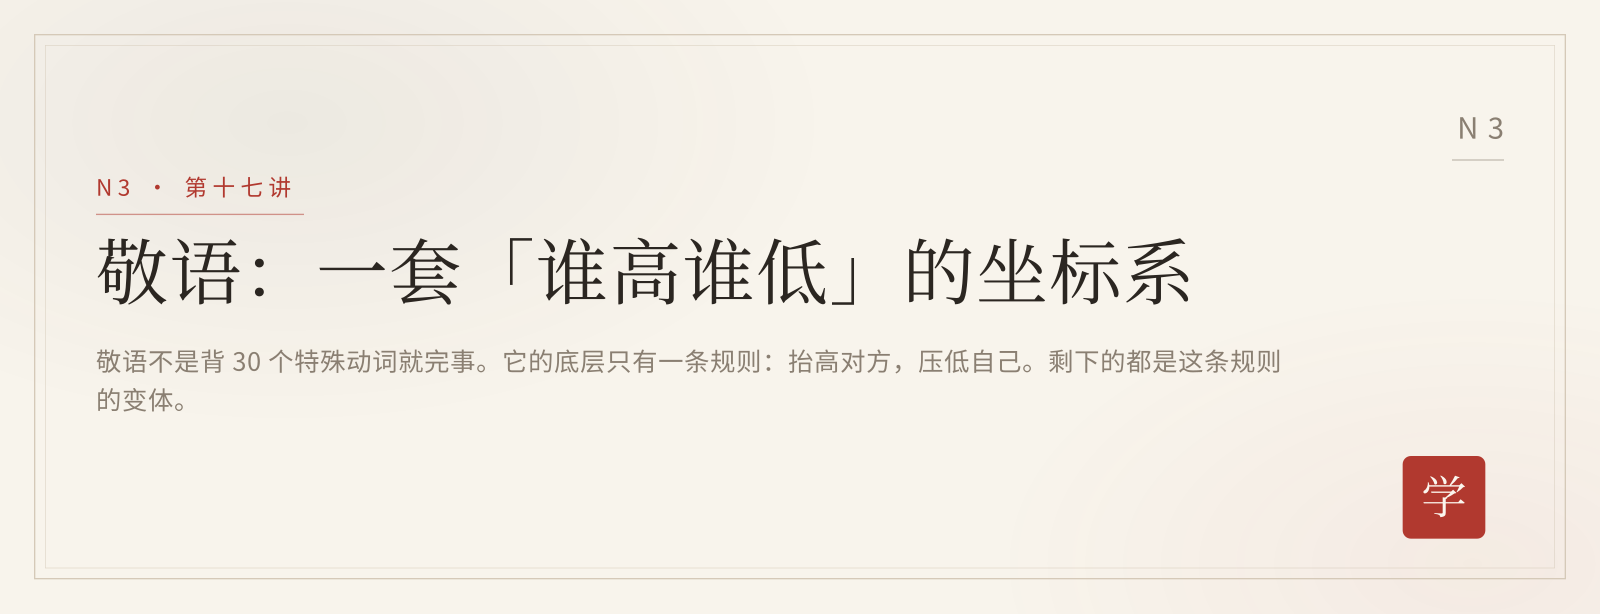 N 3
N3 · 第十七讲
敬语：一套「谁高谁低」的坐标系
敬语不是背 30 个特殊动词就完事。它的底层只有一条规则：抬高对方，压低自己。剩下的都是这条规则
的变体。
学